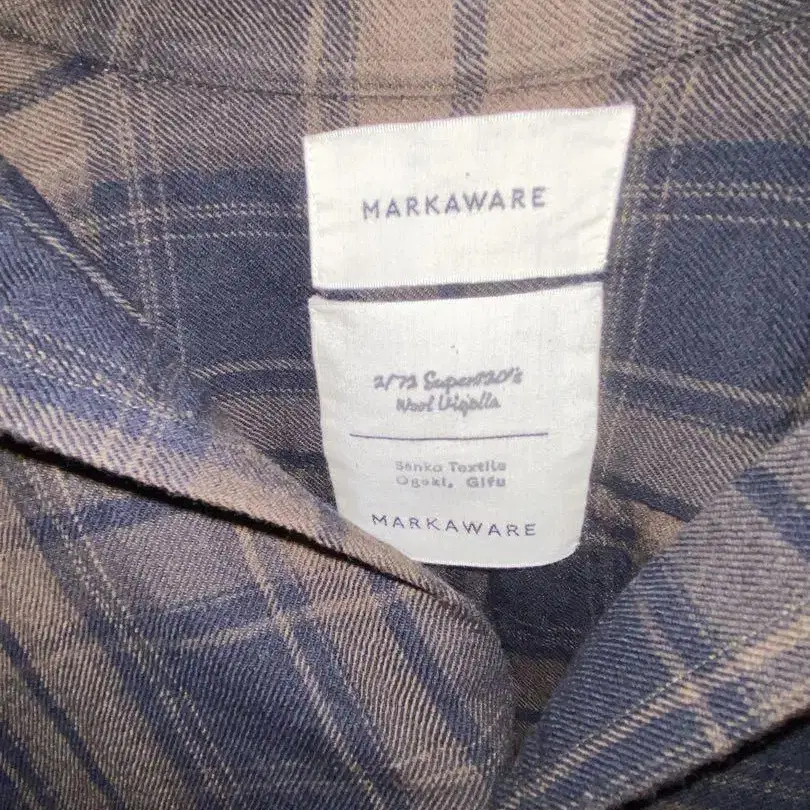 MARKAWARE
2/72 Super120's
Wool Viyella
Senko Textile
Ogaki, Gifu
MARKAWARE